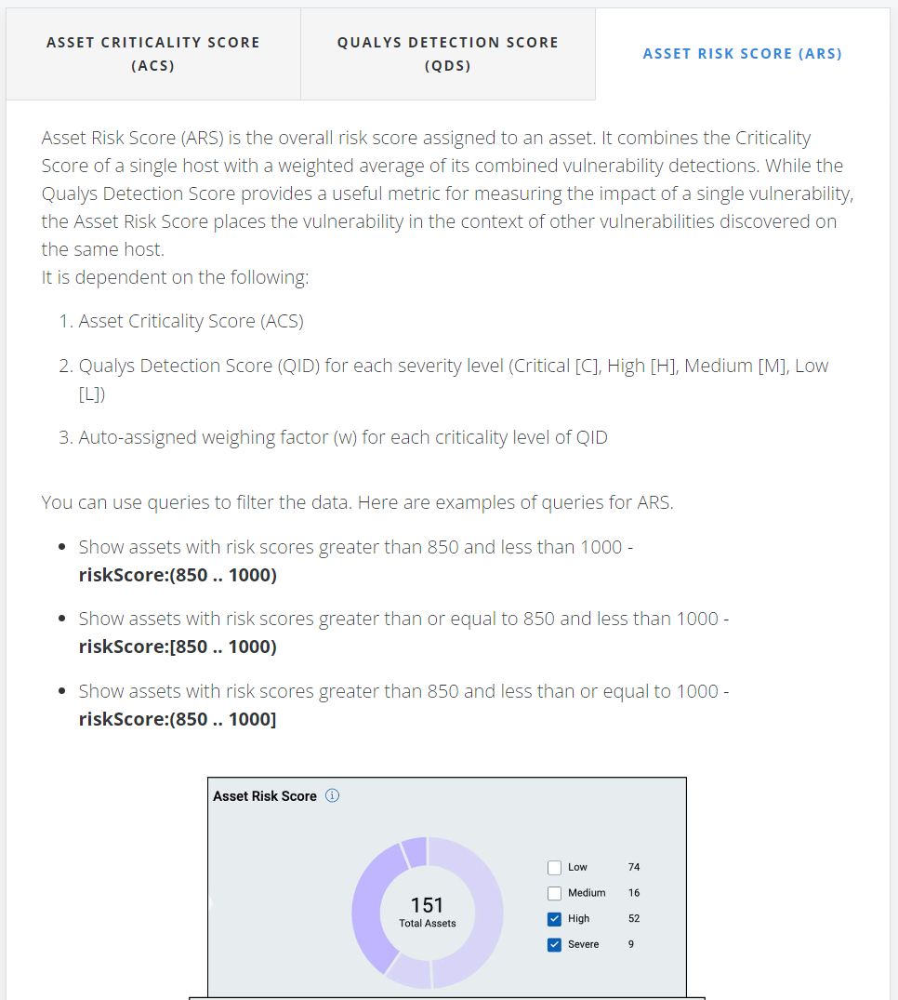 ASSET CRITICALITY SCORE
(ACS)
QUALYS DETECTION SCORE
(QDS)
ASSET RISK SCORE (ARS)
Asset Risk Score (ARS) is the overall risk score assigned to an asset. It combines the Criticality
Score of a single host with a weighted average of its combined vulnerability detections. While the
Qualys Detection Score provides a useful metric for measuring the impact of a single vulnerability,
the Asset Risk Score places the vulnerability in the context of other vulnerabilities discovered on
the same host.
It is dependent on the following:
1. Asset Criticality Score (ACS)
2. Qualys Detection Score (QID) for each severity level (Critical [C], High [H], Medium [M], Low
[L])
3. Auto-assigned weighing factor (w) for each criticality level of QID
You can use queries to filter the data. Here are examples of queries for ARS.
• Show assets with risk scores greater than 850 and less than 1000 -
riskScore:(850 .. 1000)
• Show assets with risk scores greater than or equal to 850 and less than 1000 -
riskScore:[850 .. 1000)
• Show assets with risk scores greater than 850 and less than or equal to 1000 -
riskScore:(850 .. 1000]
Asset Risk Score
151
Total Assets
Low 74
Medium 16
High 52
Severe 9